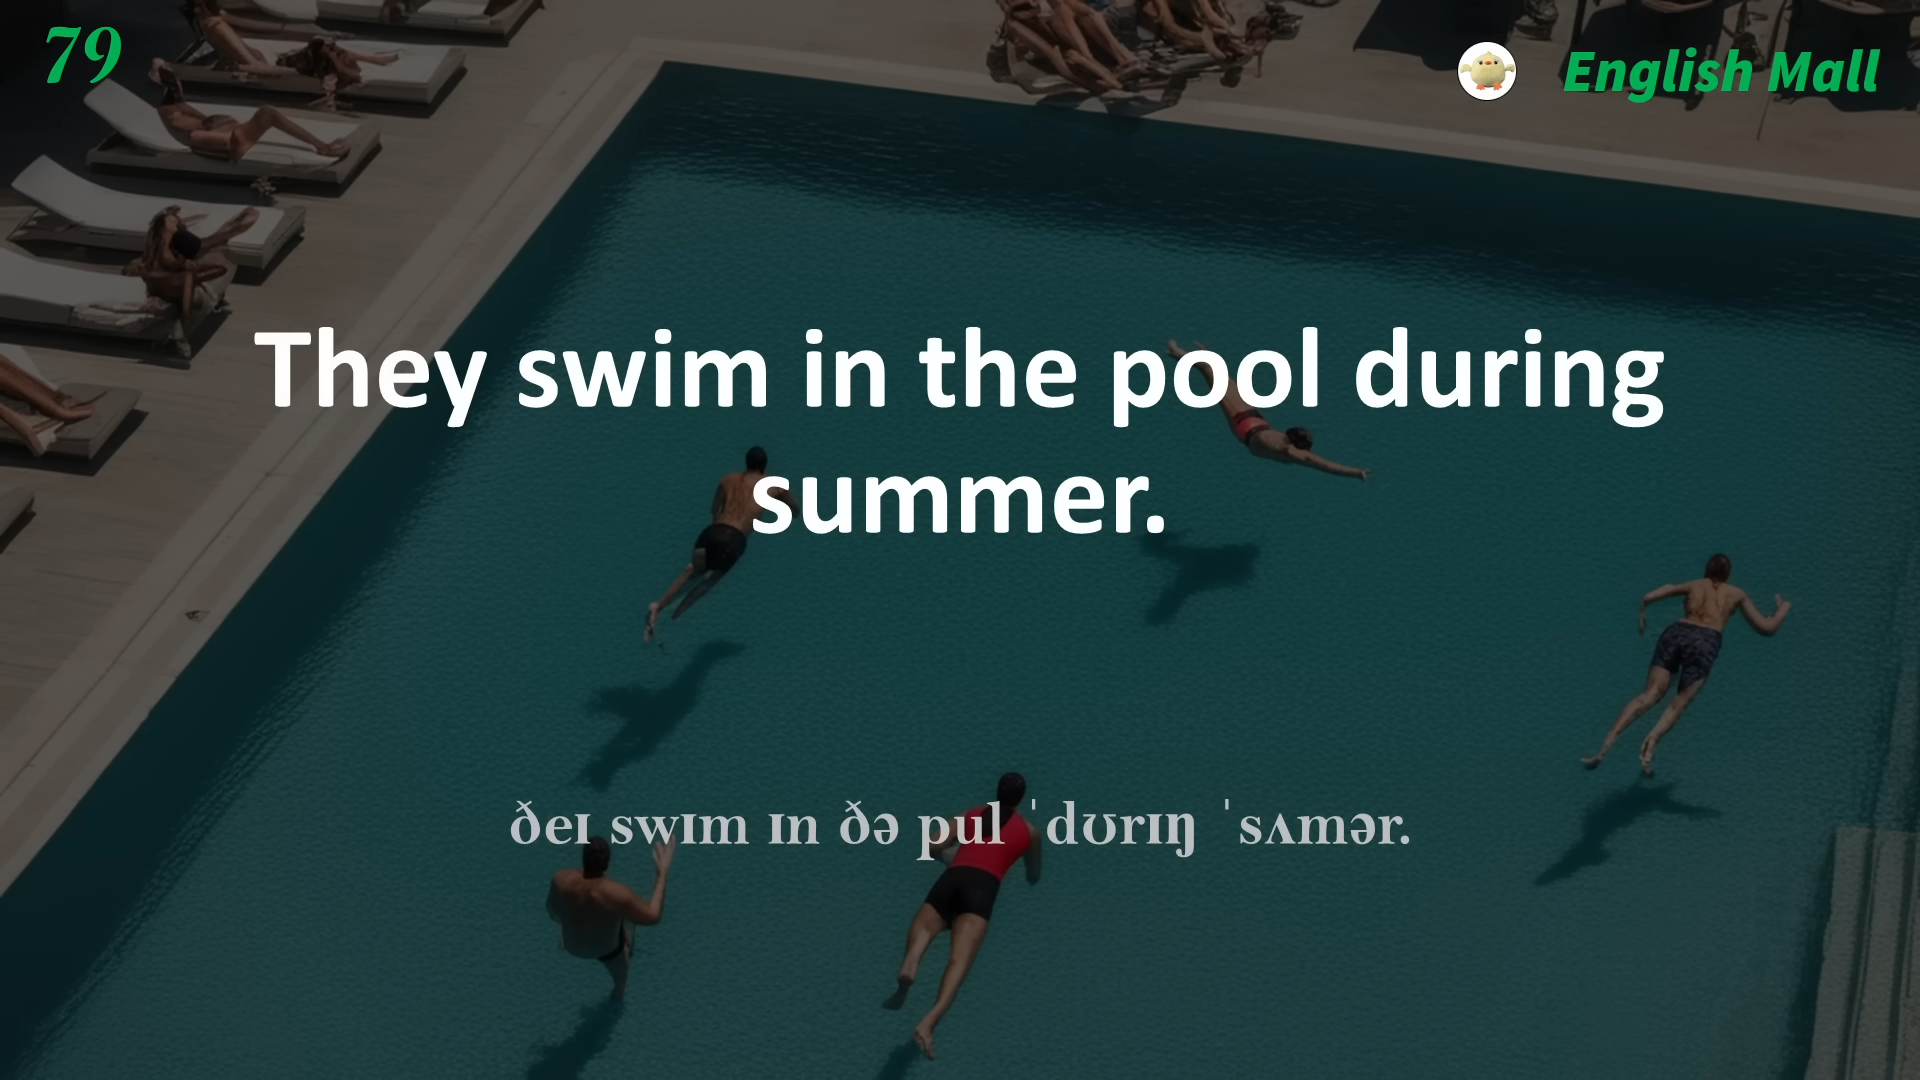 79
English Mall
They swim in the pool during
summer.
ðeɪ swɪm ɪn ðə pul ˈdʊrɪŋ ˈsʌmər.